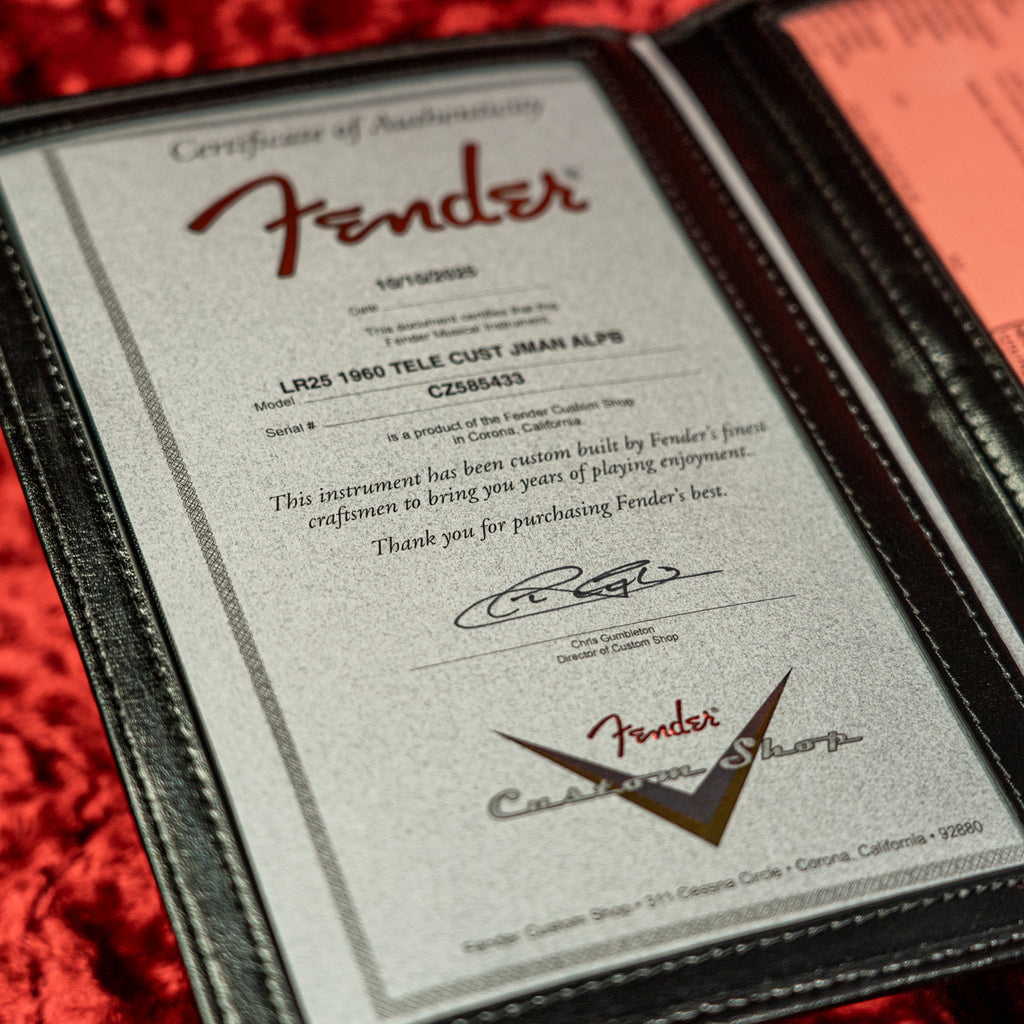 Certificate of Authenticity
Fender®
10/10/2025
Date
This document certifies that the
Fender Musical Instrument
LR25 1960 TELE CUST JMAN ALPB
Model
CZ585433
Serial #
is a product of the Fender Custom Shop
in Corona, California.
This instrument has been custom built by Fender's finest
craftsmen to bring you years of playing enjoyment.
Thank you for purchasing Fender's best.
Chris Gumbleton
Director of Custom Shop
Fender®
Custom Shop
Fender Custom Shop • 311 Cessna Circle • Corona, California • 92880